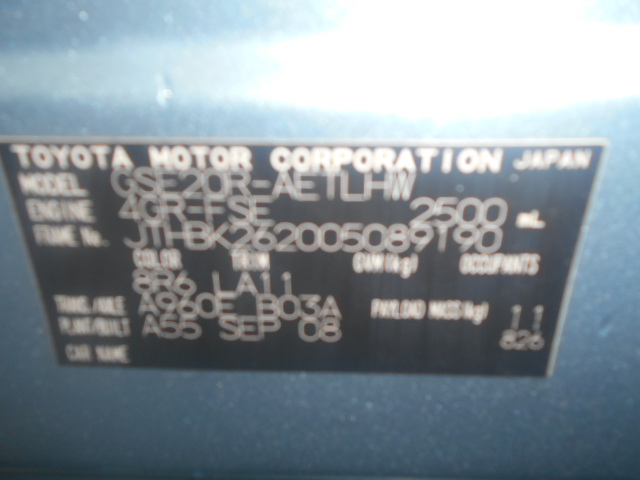 TOYOTA MOTOR CORPORATION JAPAN
MODEL GSE20R-AETLHW
ENGINE 4GR-FSE 2500 mL
FRAME No. JTHBK262005089190
COLOR TRIM GVM(kg) OCCUPANTS
8R6 LA11
TRANS./AXLE A960E B03A PAYLOAD MASS(kg) 11
PLANT/BUILT A55 SEP 08 826
CAR NAME